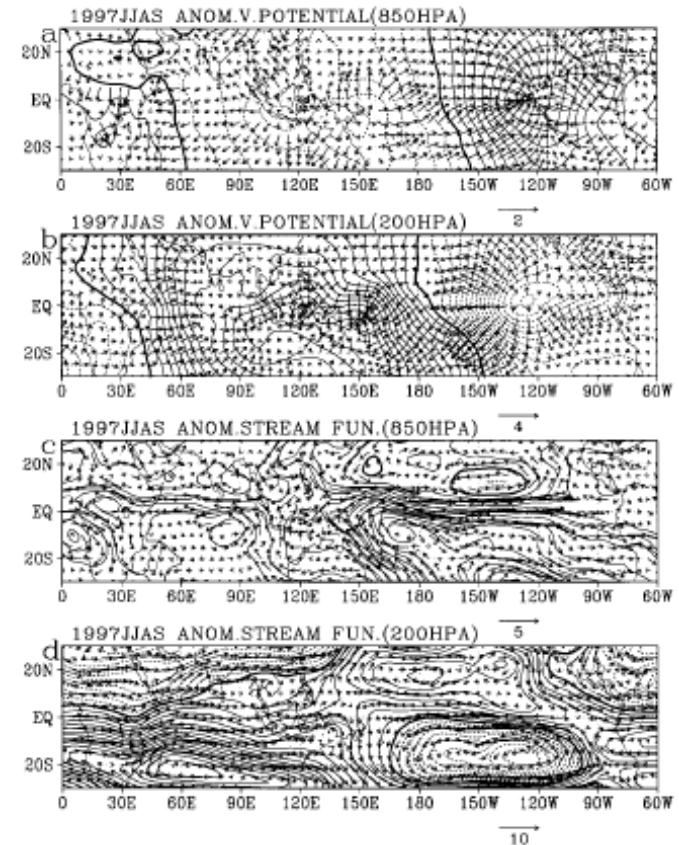 1997JJAS ANOM.V.POTENTIAL(850HPA)
a
20N
EQ
20S
0 30E 60E 90E 120E 150E 180 150W 120W 90W 60W
2
1997JJAS ANOM.V.POTENTIAL(200HPA)
b
20N
EQ
20S
0 30E 60E 90E 120E 150E 180 150W 120W 90W 60W
4
1997JJAS ANOM.STREAM FUN.(850HPA)
c
20N
EQ
20S
0 30E 60E 90E 120E 150E 180 150W 120W 90W 60W
5
1997JJAS ANOM.STREAM FUN.(200HPA)
d
20N
EQ
20S
0 30E 60E 90E 120E 150E 180 150W 120W 90W 60W
10